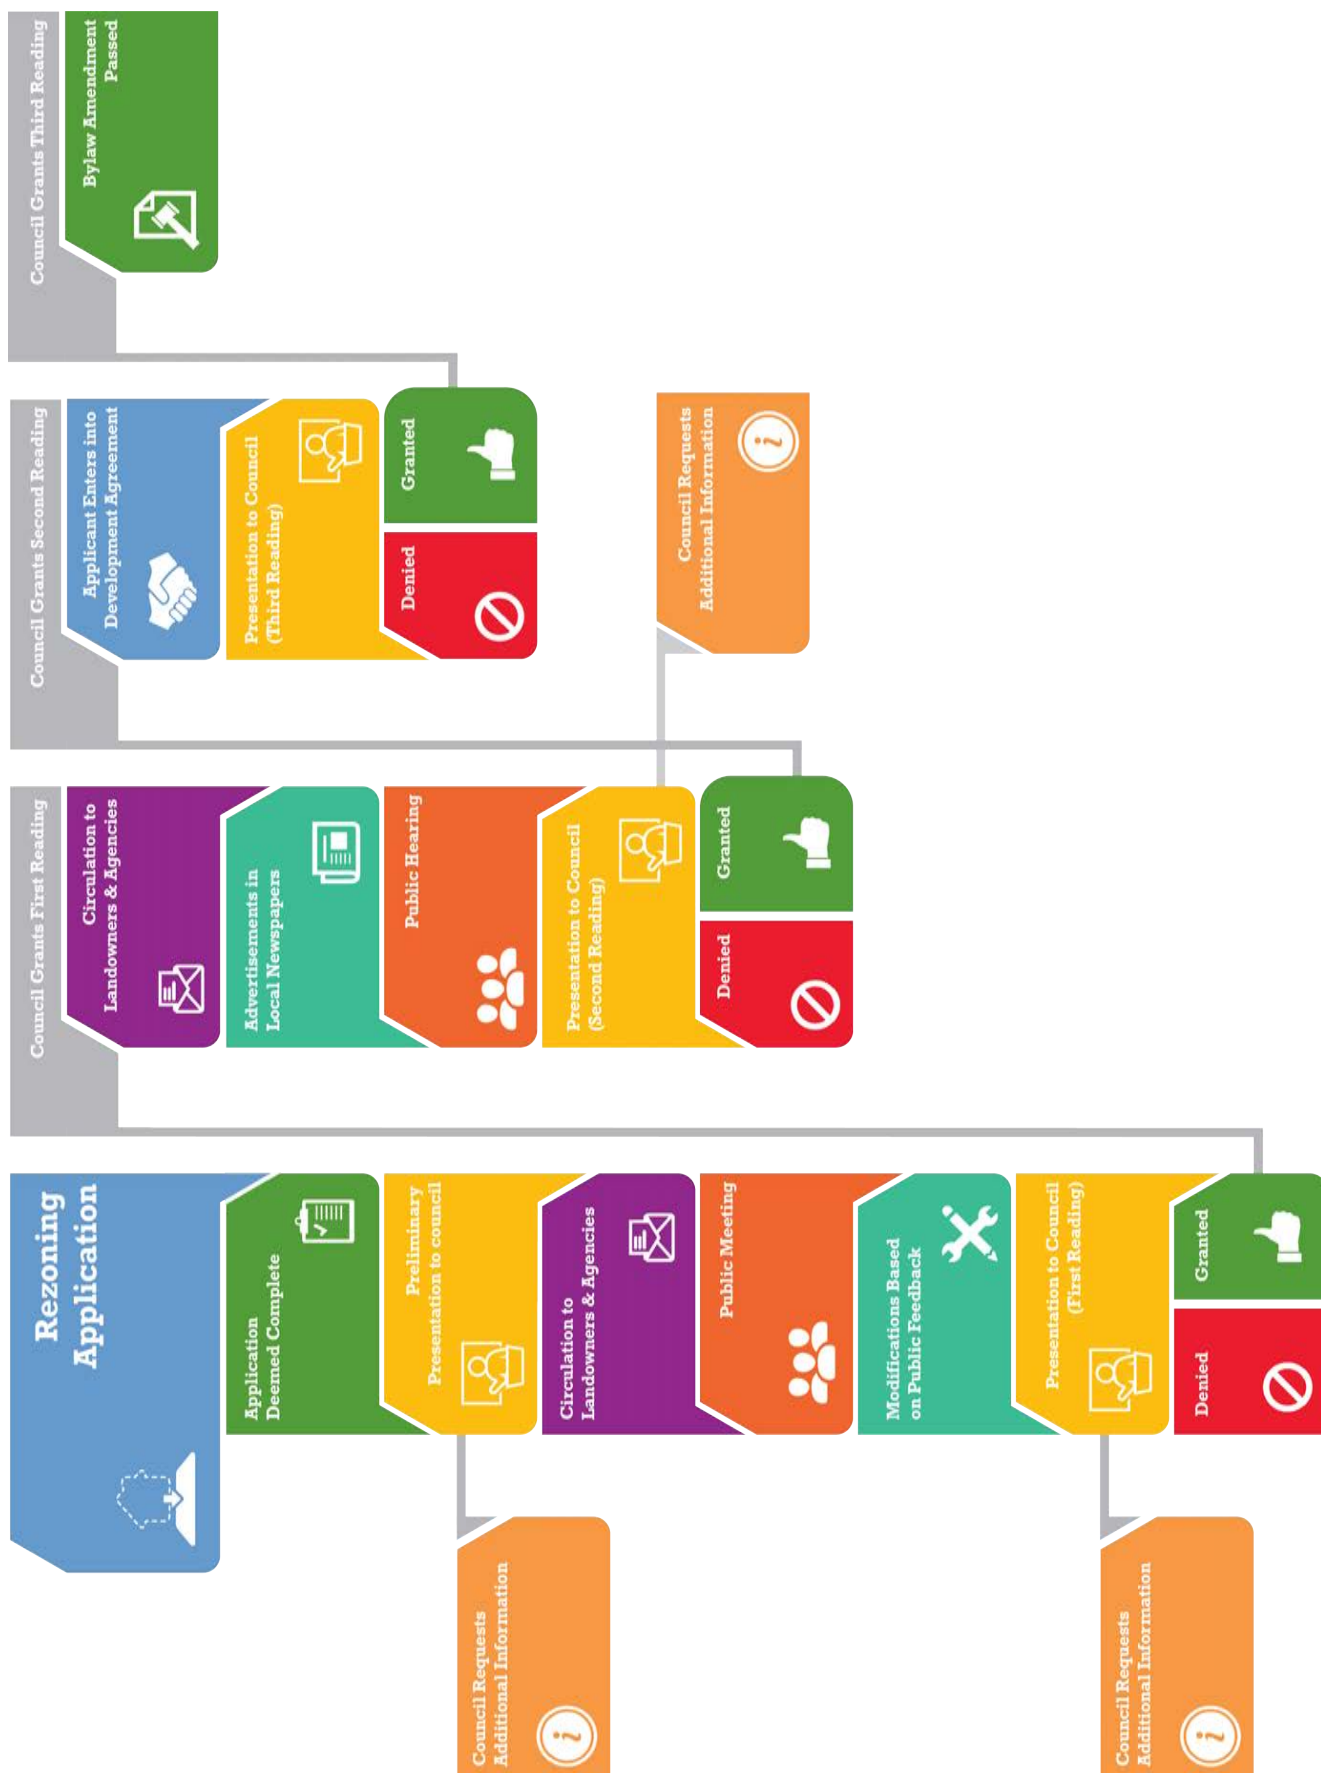 Rezoning
Application
Application
Deemed Complete
Preliminary
Presentation to council
Council Requests
Additional Information
Circulation to
Landowners & Agencies
Public Meeting
Modifications Based
on Public Feedback
Presentation to Council
(First Reading)
Council Requests
Additional Information
Denied
Granted
Council Grants First Reading
Circulation to
Landowners & Agencies
Advertisements in
Local Newspapers
Public Hearing
Presentation to Council
(Second Reading)
Denied
Granted
Council Requests
Additional Information
Council Grants Second Reading
Applicant Enters into
Development Agreement
Presentation to Council
(Third Reading)
Denied
Granted
Council Grants Third Reading
Bylaw Amendment
Passed